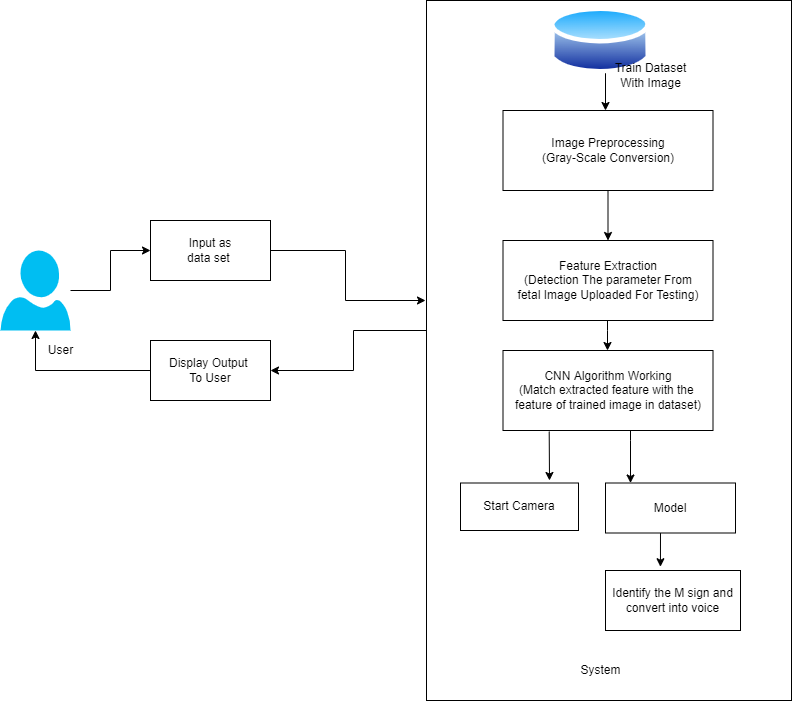 Train Dataset
With Image
Image Preprocessing
(Gray-Scale Conversion)
Input as
data set
Feature Extraction
(Detection The parameter From
fetal Image Uploaded For Testing)
User
Display Output
To User
CNN Algorithm Working
(Match extracted feature with the
feature of trained image in dataset)
Start Camera
Model
Identify the M sign and
convert into voice
System